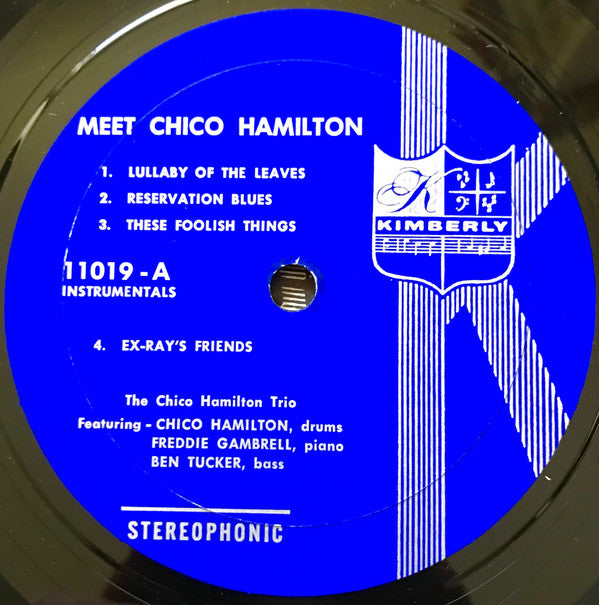 MEET CHICO HAMILTON
1. LULLABY OF THE LEAVES
2. RESERVATION BLUES
3. THESE FOOLISH THINGS
K
KIMBERLY
11019-A
INSTRUMENTALS
4. EX-RAY'S FRIENDS
The Chico Hamilton Trio
Featuring - CHICO HAMILTON, drums
FREDDIE GAMBRELL, piano
BEN TUCKER, bass
STEREOPHONIC